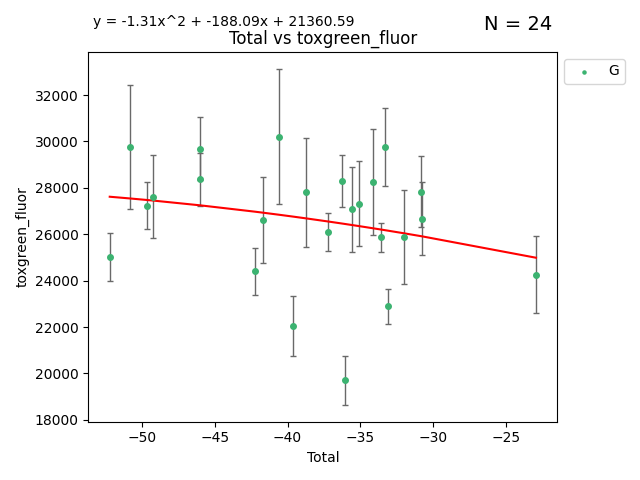 y = -1.31x^2 + -188.09x + 21360.59
N = 24
Total vs toxgreen_fluor
G
32000
30000
28000
26000
24000
22000
20000
18000
toxgreen_fluor
−50
−45
−40
−35
−30
−25
Total